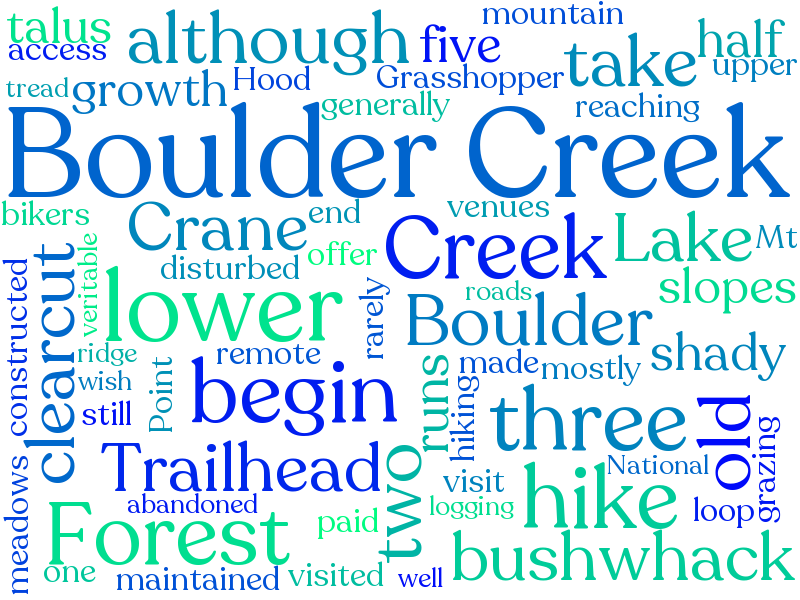 talus
although
five
mountain
take
half
access
upper
tread
growth
Hood
Grasshopper
generally
reaching
Boulder Creek
bikers
Crane
end
venues
Creek
Lake
Mt
offer
disturbed
clearcut
veritable
constructed
lower
rarely
roads
slopes
Boulder
ridge
remote
shady
wish
Point
begin
runs
made
mostly
still
hiking
three
old
grazing
Trailhead
two
National
visit
meadows
abandoned
logging
hike
loop
Forest
paid
bushwhack
one
maintained
visited
well